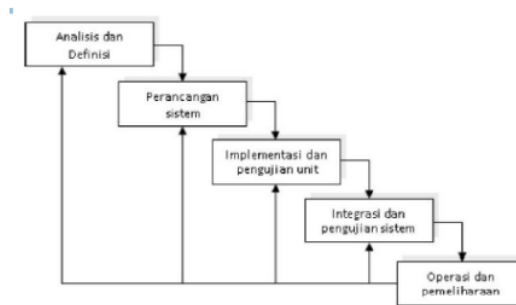 Analisis dan
Definisi
Perancangan
sistem
Implementasi dan
pengujian unit
Integrasi dan
pengujian sistem
Operasi dan
pemeliharaan